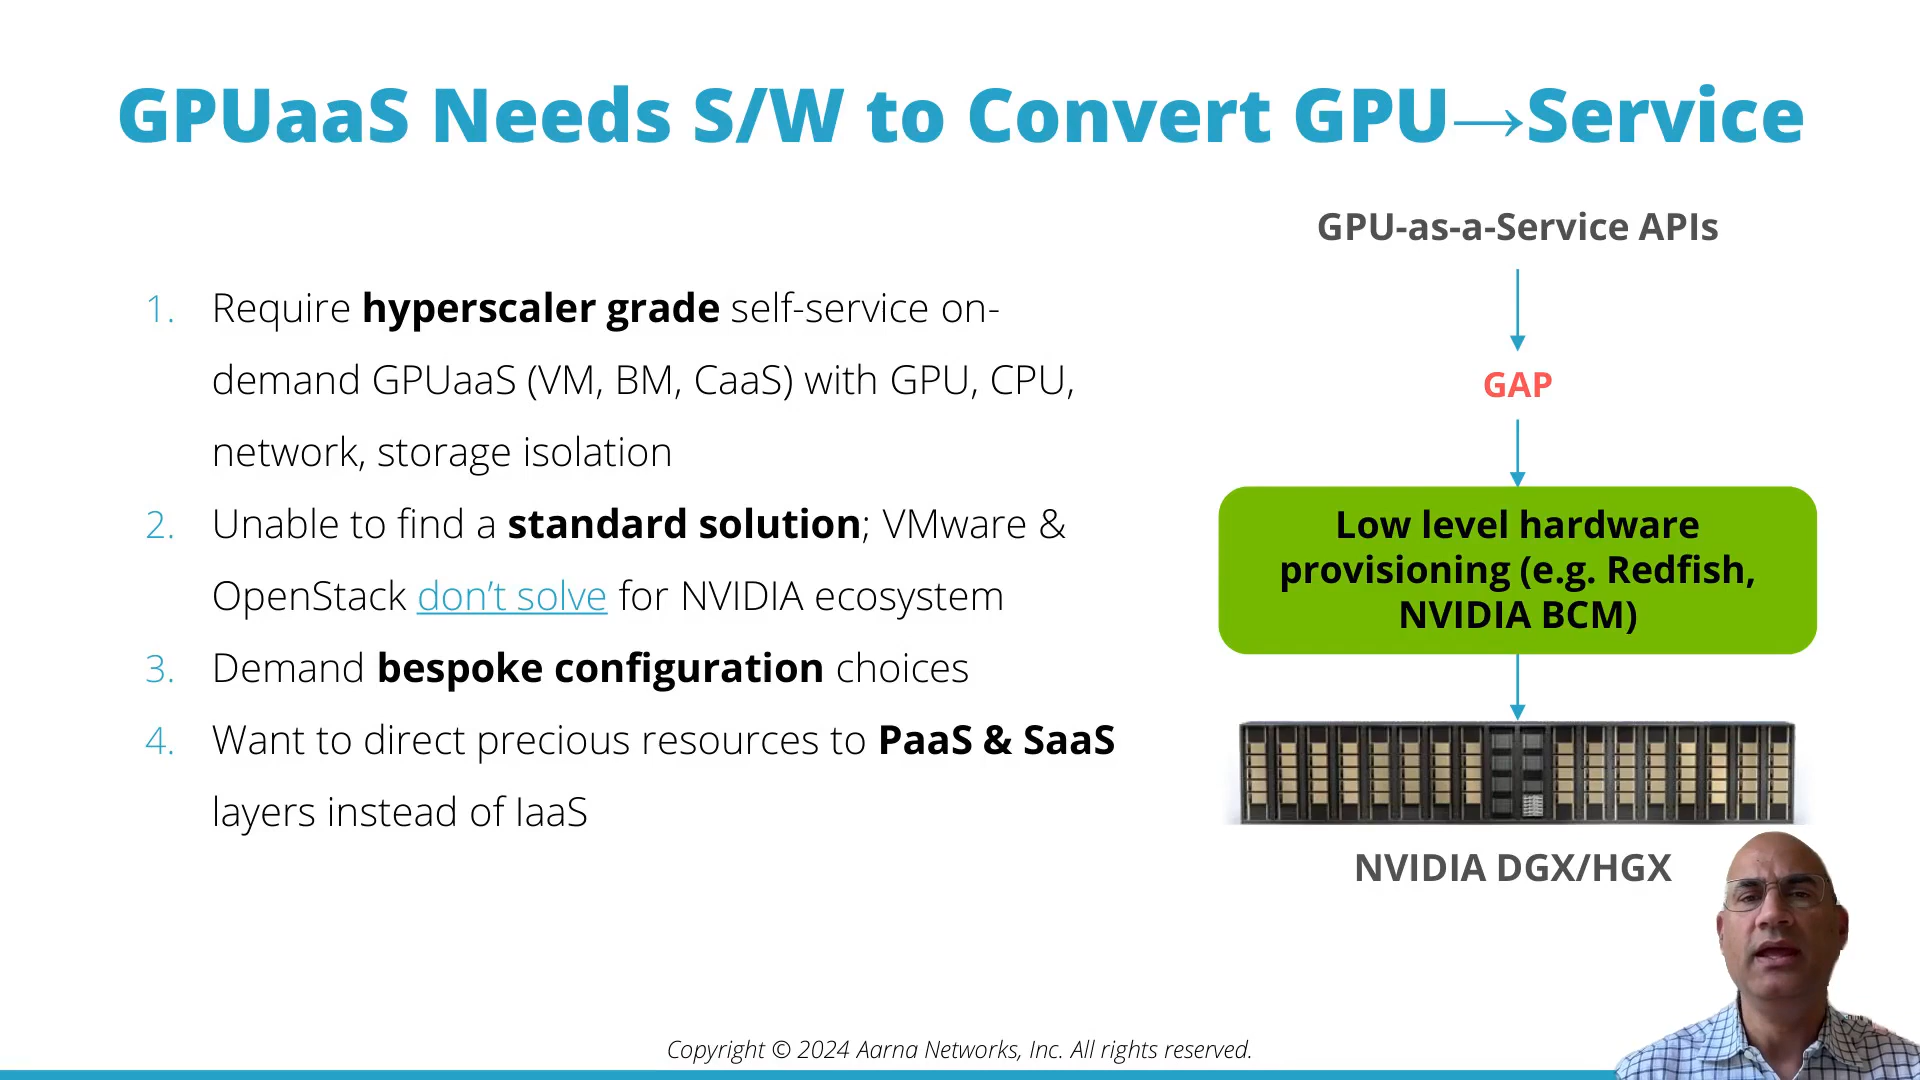 GPUaaS Needs S/W to Convert GPU→Service
1. Require hyperscaler grade self-service on-
demand GPUaaS (VM, BM, CaaS) with GPU, CPU,
network, storage isolation
2. Unable to find a standard solution; VMware &
OpenStack don’t solve for NVIDIA ecosystem
3. Demand bespoke configuration choices
4. Want to direct precious resources to PaaS & SaaS
layers instead of IaaS
GPU-as-a-Service APIs
GAP
Low level hardware
provisioning (e.g. Redfish,
NVIDIA BCM)
NVIDIA DGX/HGX
Copyright © 2024 Aarna Networks, Inc. All rights reserved.